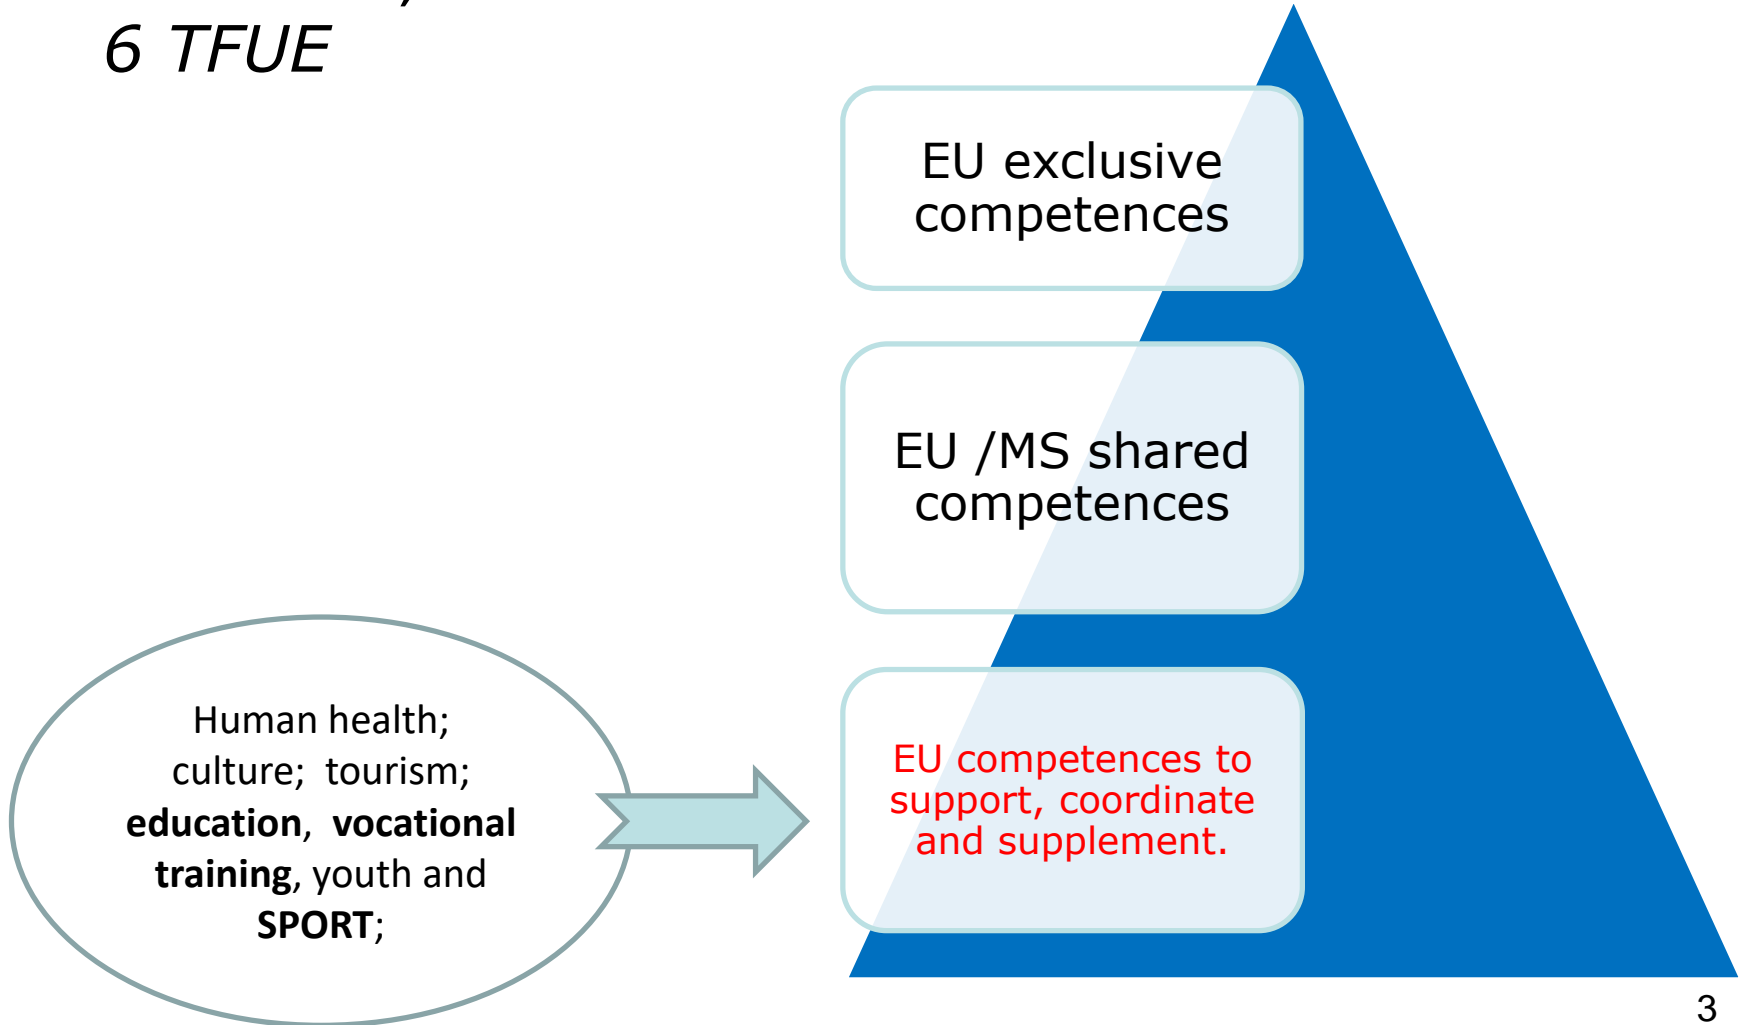 6 TFUE
EU exclusive
competences
EU /MS shared
competences
Human health;
culture; tourism;
education, vocational
training, youth and
SPORT;
EU competences to
support, coordinate
and supplement.
3